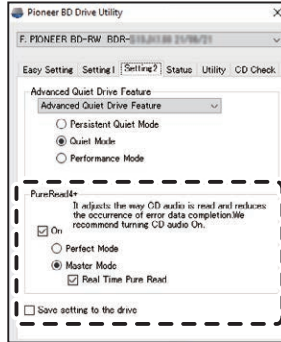 Pioneer BD Drive Utility
F. PIONEER BD-RW BDR- 21/06/21
Easy Setting Setting1 Setting2 Status Utility CD Check
Advanced Quiet Drive Feature
Advanced Quiet Drive Feature
Persistent Quiet Mode
Quiet Mode
Performance Mode
PureRead4+
It adjusts the way CD audio is read and reduces
the occurrence of error data completion.We
recommend turning CD audio On.
On
Perfect Mode
Master Mode
Real Time Pure Read
Save setting to the drive